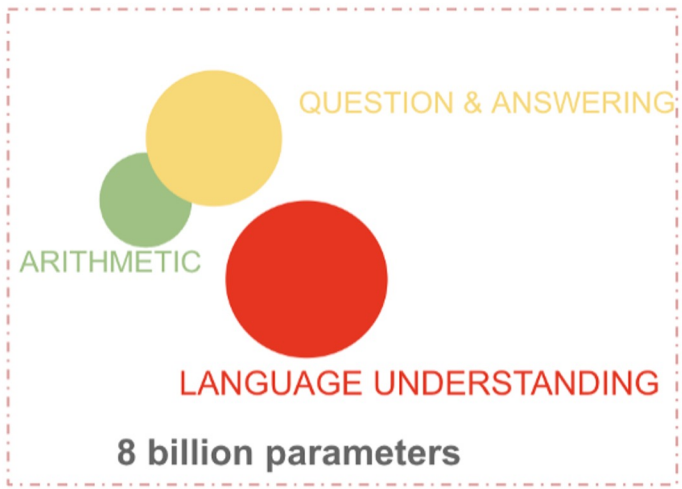 QUESTION & ANSWERING
ARITHMETIC
LANGUAGE UNDERSTANDING
8 billion parameters